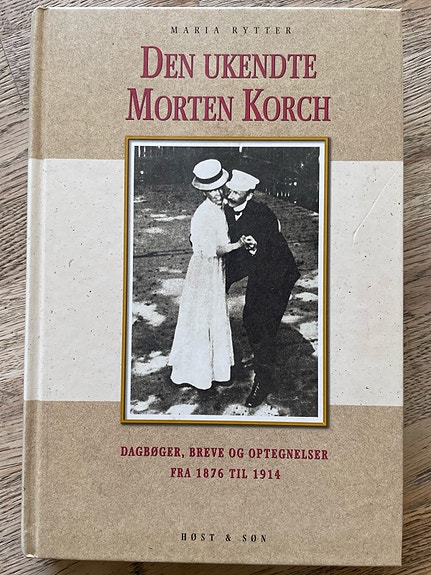 MARIA RYTTER
DEN UKENDTE
MORTEN KORCH
DAGBØGER, BREVE OG OPTEGNELSER
FRA 1876 TIL 1914
HØST & SØN